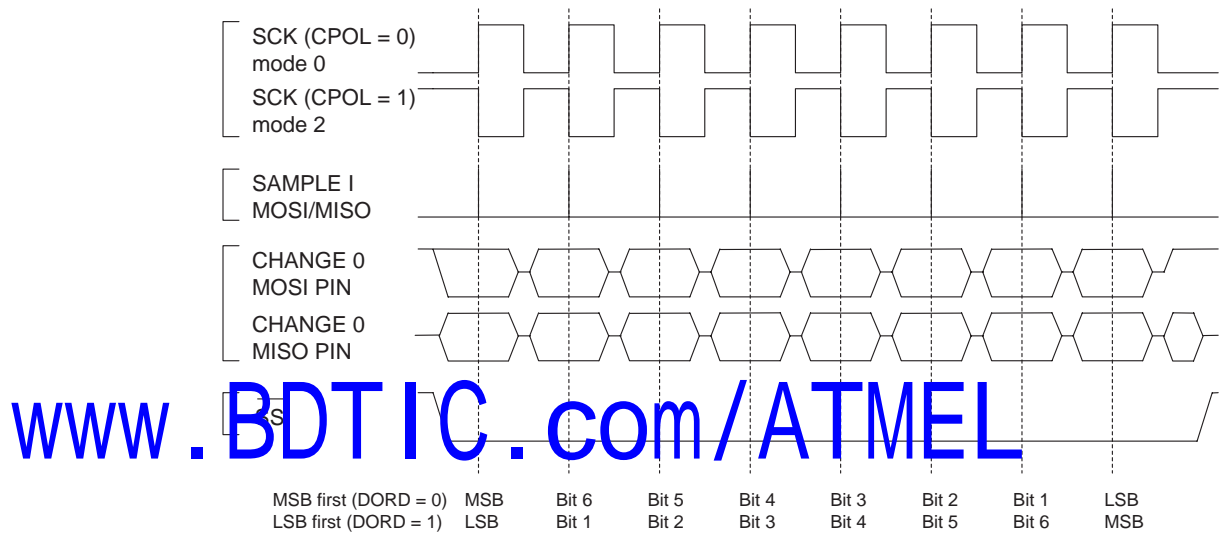 SCK (CPOL = 0)
mode 0
SCK (CPOL = 1)
mode 2
SAMPLE I
MOSI/MISO
CHANGE 0
MOSI PIN
CHANGE 0
MISO PIN
SS
www.BDTIC.com/ATMEL
MSB first (DORD = 0) MSB Bit 6 Bit 5 Bit 4 Bit 3 Bit 2 Bit 1 LSB
LSB first (DORD = 1) LSB Bit 1 Bit 2 Bit 3 Bit 4 Bit 5 Bit 6 MSB